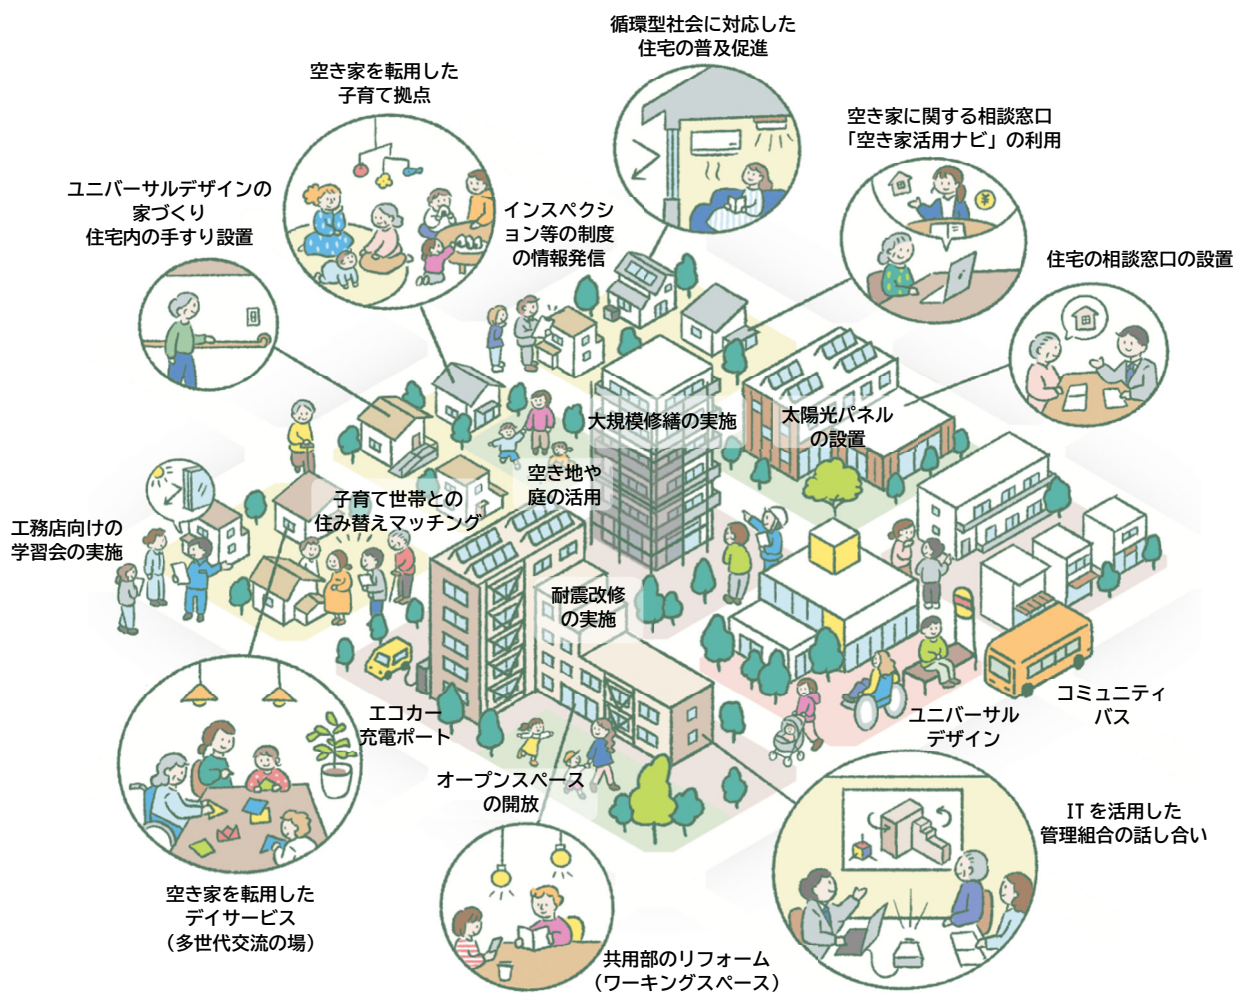 循環型社会に対応した
住宅の普及促進
空き家を転用した
子育て拠点
空き家に関する相談窓口
「空き家活用ナビ」の利用
ユニバーサルデザインの
家づくり
住宅内の手すり設置
インスペクシ
ョン等の制度
の情報発信
住宅の相談窓口の設置
大規模修繕の実施
太陽光パネル
の設置
空き地や
庭の活用
子育て世帯との
住み替えマッチング
工務店向けの
学習会の実施
耐震改修
の実施
エコカー
充電ポート
ユニバーサル
デザイン
コミュニティ
バス
オープンスペース
の開放
ITを活用した
管理組合の話し合い
空き家を転用した
デイサービス
（多世代交流の場）
共用部のリフォーム
（ワーキングスペース）